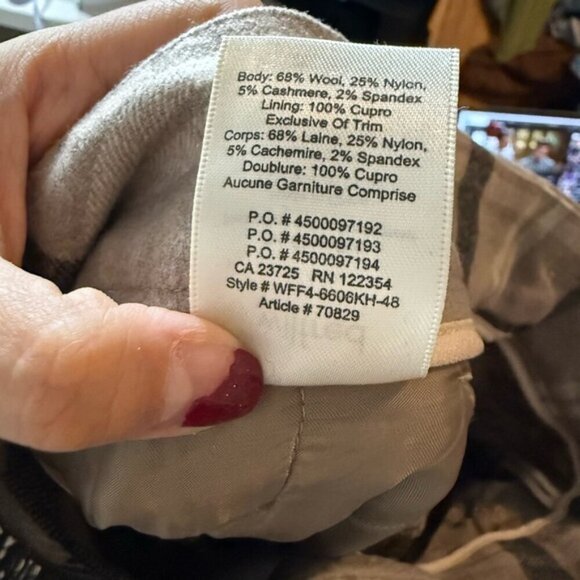 Body: 68% Wool, 25% Nylon,
5% Cashmere, 2% Spandex
Lining: 100% Cupro
Exclusive Of Trim
Corps: 68% Laine, 25% Nylon,
5% Cachemire, 2% Spandex
Doublure: 100% Cupro
Aucune Garniture Comprise
P.O. # 4500097192
P.O. # 4500097193
P.O. # 4500097194
CA 23725 RN 122354
Style # WFF4-6606KH-48
Article # 70829